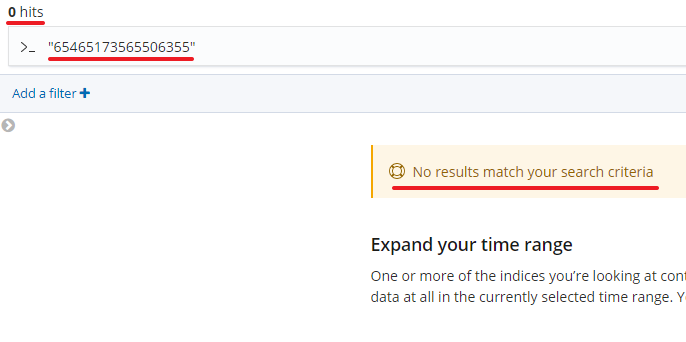 0 hits
>_ "65465173565506355"
Add a filter +
No results match your search criteria
Expand your time range
One or more of the indices you’re looking at
data at all in the currently selected time range.